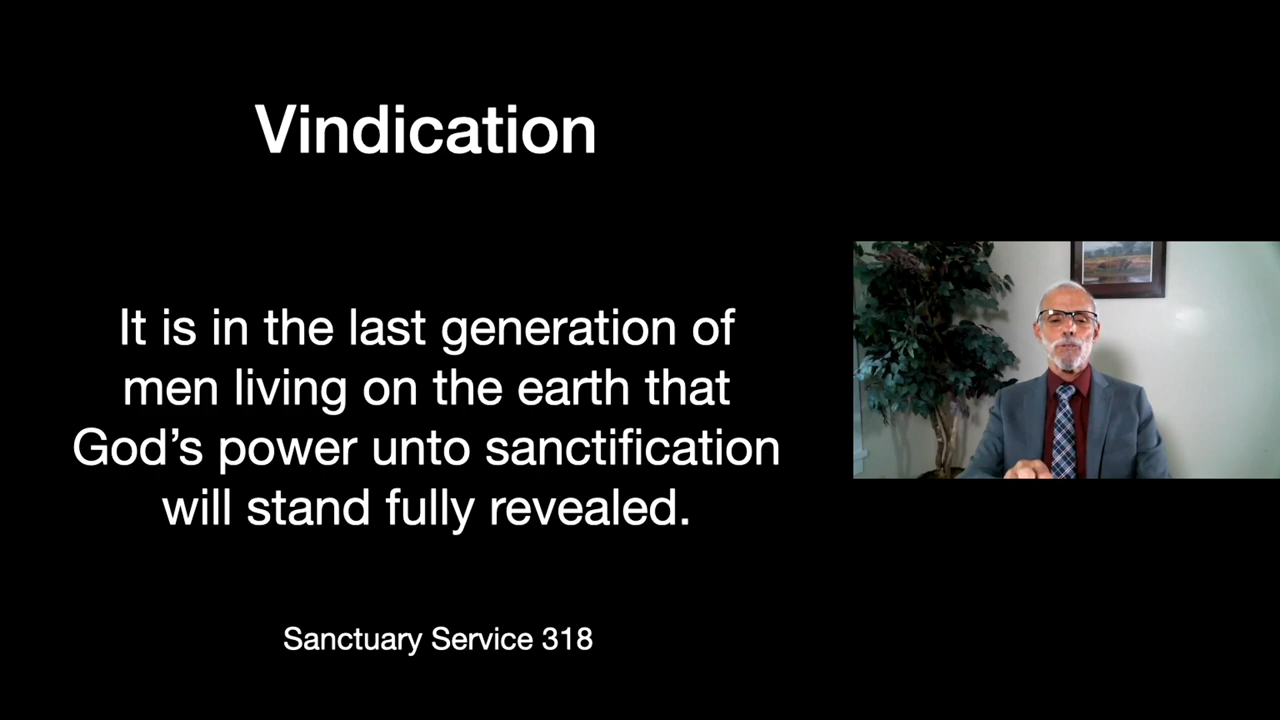 Vindication
It is in the last generation of
men living on the earth that
God’s power unto sanctification
will stand fully revealed.
Sanctuary Service 318